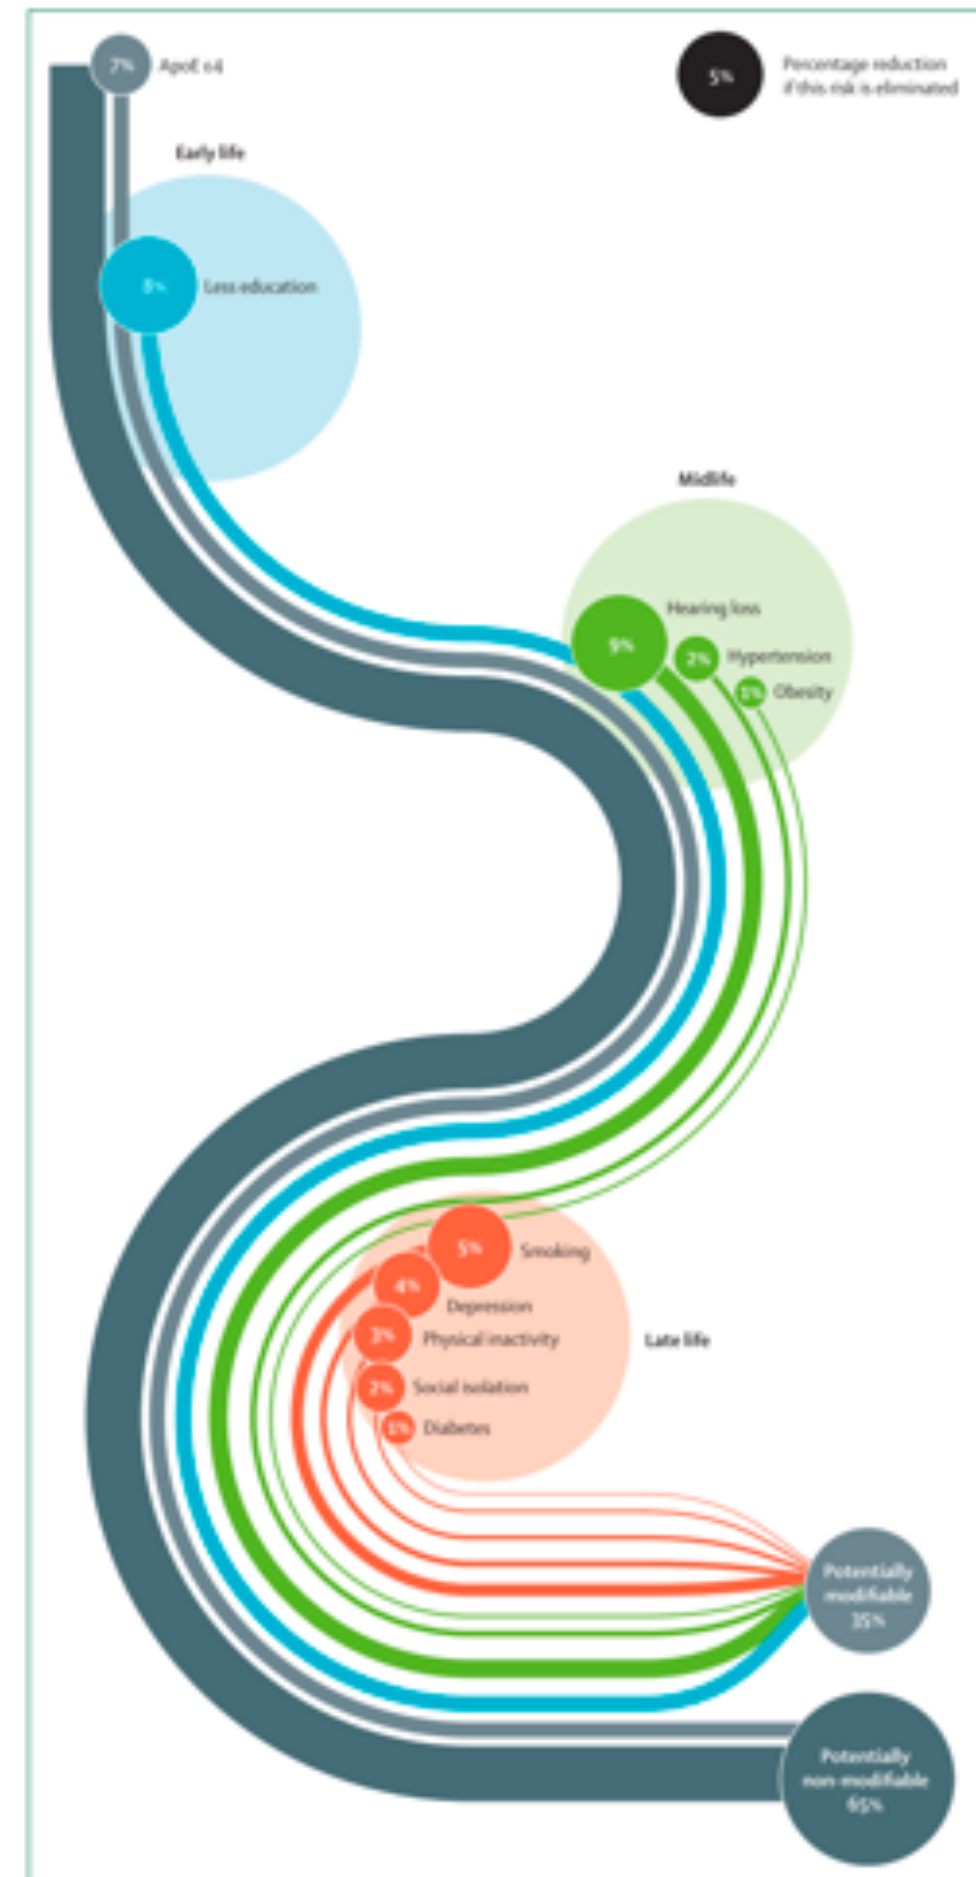 7%
ApoE ε4
5%
Percentage reduction
if this risk is eliminated
Early life
8%
Less education
Midlife
Hearing loss
9%
2%
Hypertension
1%
Obesity
5%
Smoking
4%
Depression
3%
Physical inactivity
Late life
2%
Social isolation
1%
Diabetes
Potentially
modifiable
35%
Potentially
non-modifiable
65%